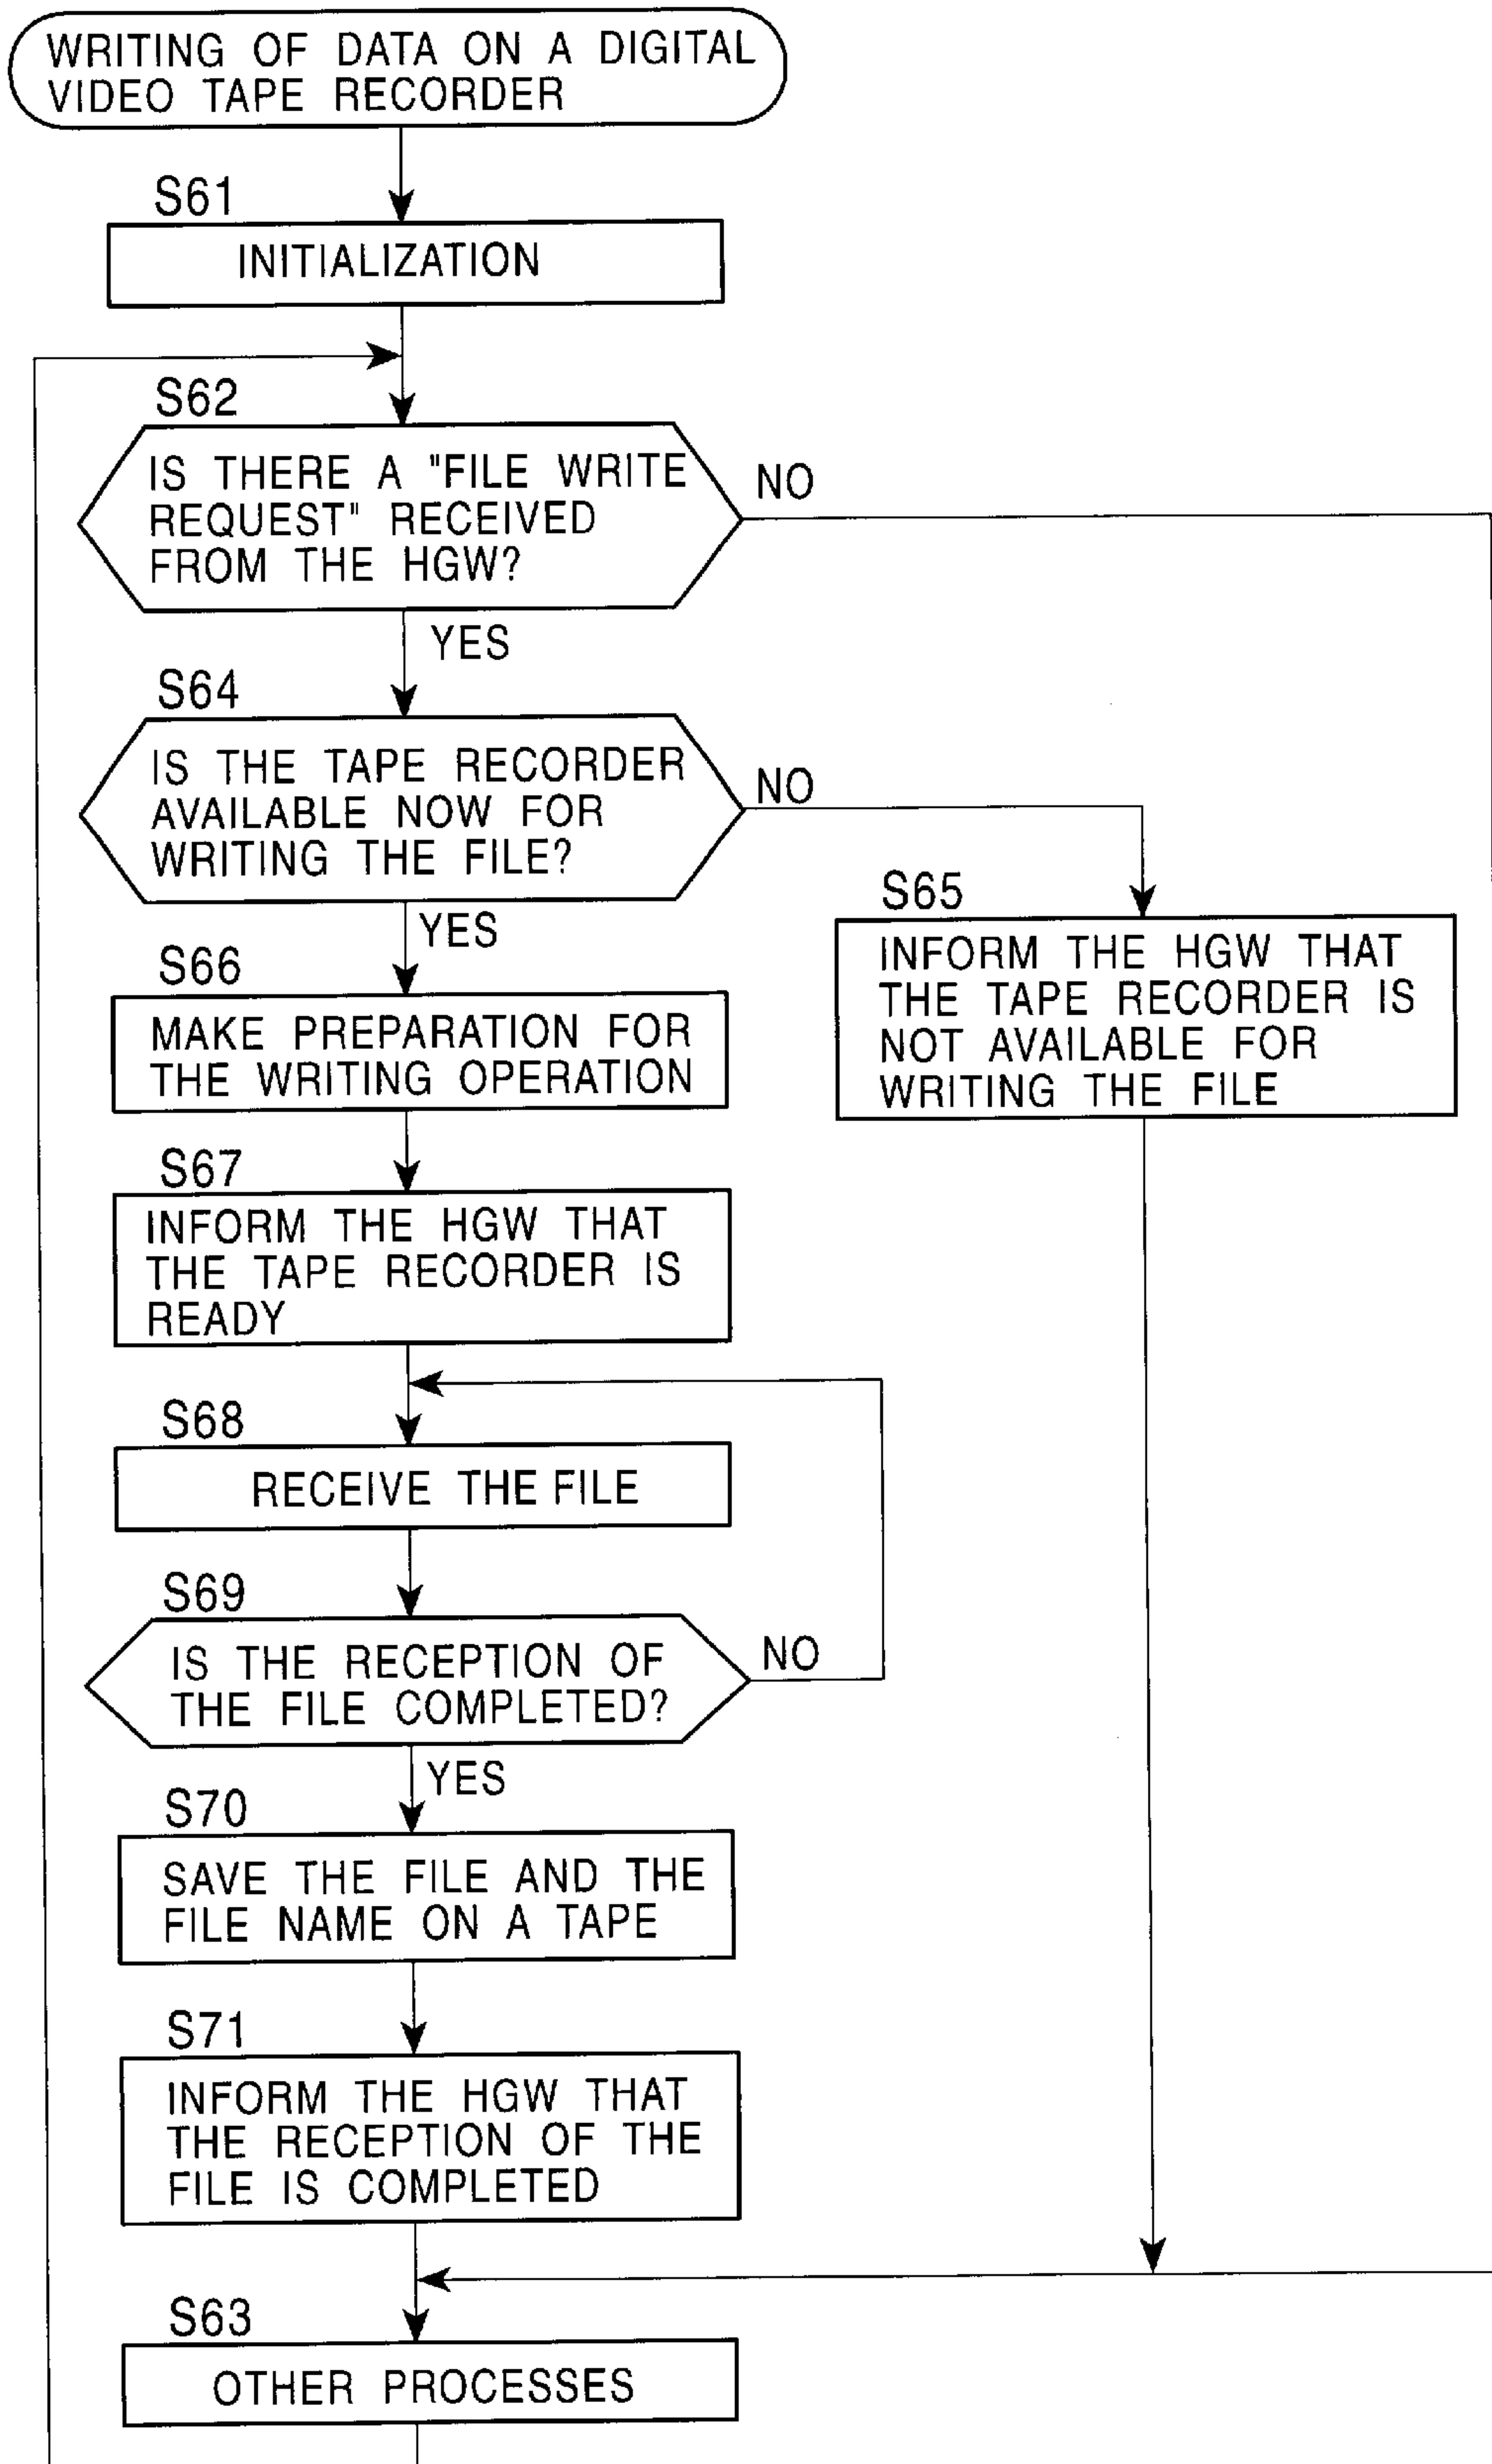 WRITING OF DATA ON A DIGITAL
VIDEO TAPE RECORDER
S61
INITIALIZATION
S62
IS THERE A "FILE WRITE
REQUEST" RECEIVED
FROM THE HGW?
NO
YES
S64
IS THE TAPE RECORDER
AVAILABLE NOW FOR
WRITING THE FILE?
NO
YES
S65
INFORM THE HGW THAT
THE TAPE RECORDER IS
NOT AVAILABLE FOR
WRITING THE FILE
S66
MAKE PREPARATION FOR
THE WRITING OPERATION
S67
INFORM THE HGW THAT
THE TAPE RECORDER IS
READY
S68
RECEIVE THE FILE
S69
IS THE RECEPTION OF
THE FILE COMPLETED?
NO
YES
S70
SAVE THE FILE AND THE
FILE NAME ON A TAPE
S71
INFORM THE HGW THAT
THE RECEPTION OF THE
FILE IS COMPLETED
S63
OTHER PROCESSES